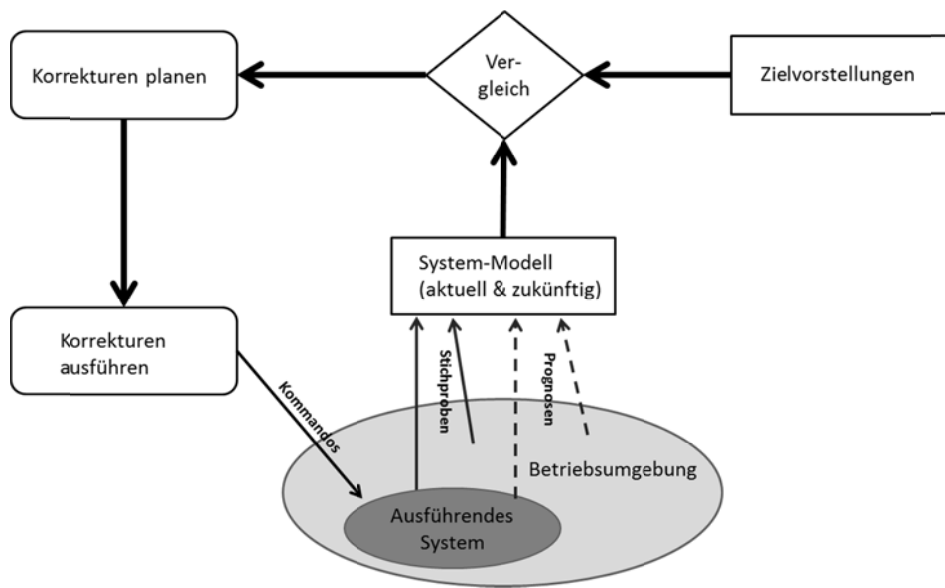 Korrekturen planen
Ver-
gleich
Zielvorstellungen
System-Modell
(aktuell & zukünftig)
Korrekturen
ausführen
Kommandos
Stichproben
Prognosen
Betriebsumgebung
Ausführendes
System